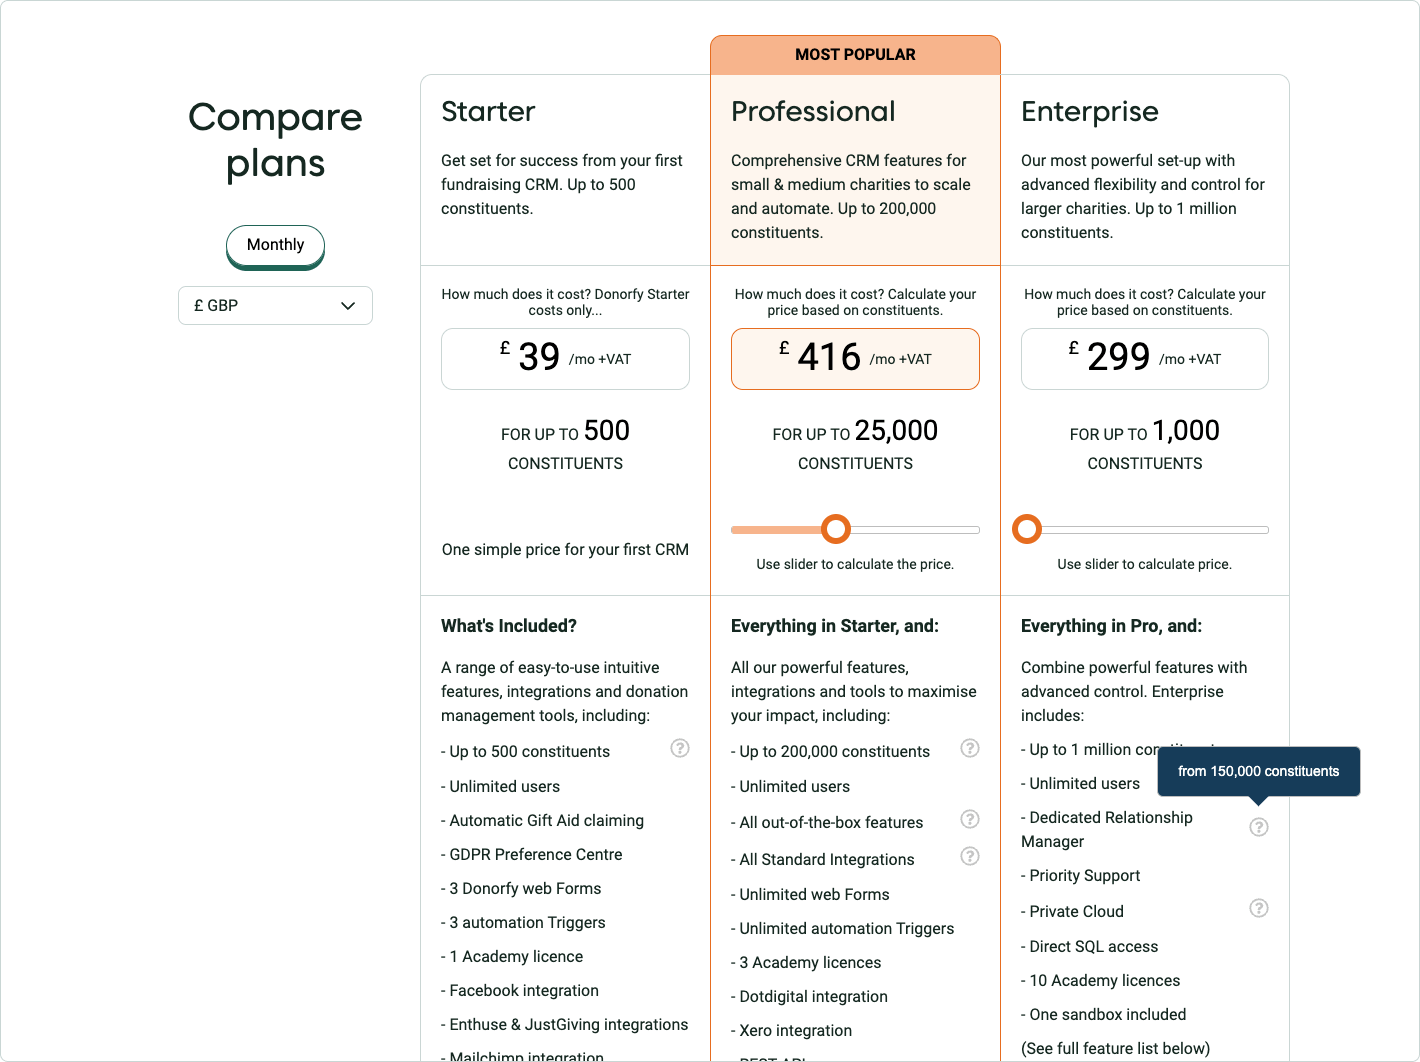 MOST POPULAR
Compare
plans
Monthly
£ GBP
Starter
Get set for success from your first
fundraising CRM. Up to 500
constituents.
How much does it cost? Donorfy Starter
costs only...
£ 39 /mo +VAT
FOR UP TO 500
CONSTITUENTS
One simple price for your first CRM
What's Included?
A range of easy-to-use intuitive
features, integrations and donation
management tools, including:
- Up to 500 constituents ?
- Unlimited users
- Automatic Gift Aid claiming
- GDPR Preference Centre
- 3 Donorfy web Forms
- 3 automation Triggers
- 1 Academy licence
- Facebook integration
- Enthuse & JustGiving integrations
- Mailchimp integration
Professional
Comprehensive CRM features for
small & medium charities to scale
and automate. Up to 200,000
constituents.
How much does it cost? Calculate your
price based on constituents.
£ 416 /mo +VAT
FOR UP TO 25,000
CONSTITUENTS
Use slider to calculate the price.
Everything in Starter, and:
All our powerful features,
integrations and tools to maximise
your impact, including:
- Up to 200,000 constituents ?
- Unlimited users
- All out-of-the-box features ?
- All Standard Integrations ?
- Unlimited web Forms
- Unlimited automation Triggers
- 3 Academy licences
- Dotdigital integration
- Xero integration
- REST API
Enterprise
Our most powerful set-up with
advanced flexibility and control for
larger charities. Up to 1 million
constituents.
How much does it cost? Calculate your
price based on constituents.
£ 299 /mo +VAT
FOR UP TO 1,000
CONSTITUENTS
Use slider to calculate price.
Everything in Pro, and:
Combine powerful features with
advanced control. Enterprise
includes:
- Up to 1 million
from 150,000 constituents
- Unlimited users
- Dedicated Relationship
Manager ?
- Priority Support
- Private Cloud ?
- Direct SQL access
- 10 Academy licences
- One sandbox included
(See full feature list below)